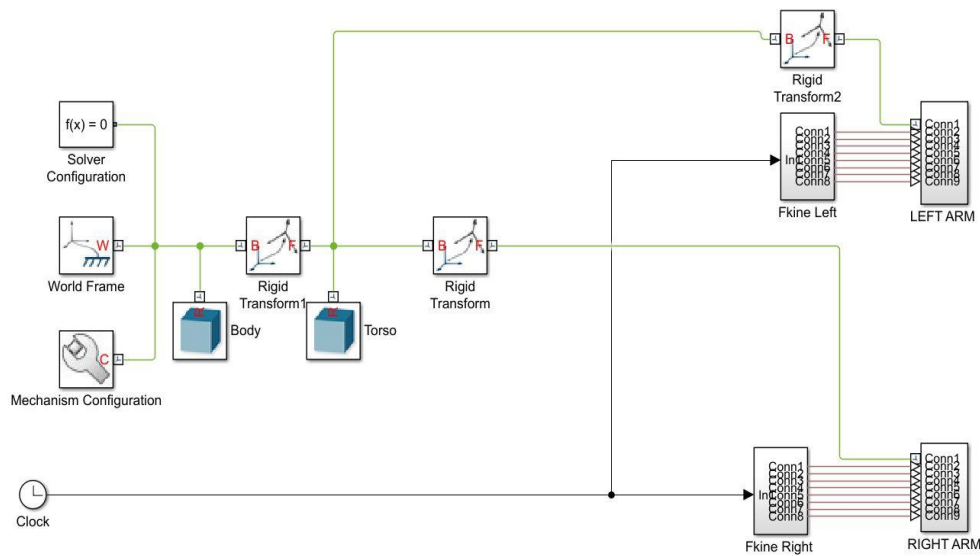 B
F
Rigid
Transform2
f(x) = 0
Solver
Configuration
Conn1
Conn2
Conn3
Conn4
In1
Conn5
Conn6
Conn7
Conn8
Fkine Left
Conn1
Conn2
Conn3
Conn4
Conn5
Conn6
Conn7
Conn8
Conn9
LEFT ARM
W
World Frame
B
F
Rigid
Transform1
B
F
Rigid
Transform
R
Body
R
Torso
C
Mechanism Configuration
Clock
Conn1
Conn2
Conn3
Conn4
In1
Conn5
Conn6
Conn7
Conn8
Fkine Right
Conn1
Conn2
Conn3
Conn4
Conn5
Conn6
Conn7
Conn8
Conn9
RIGHT ARM